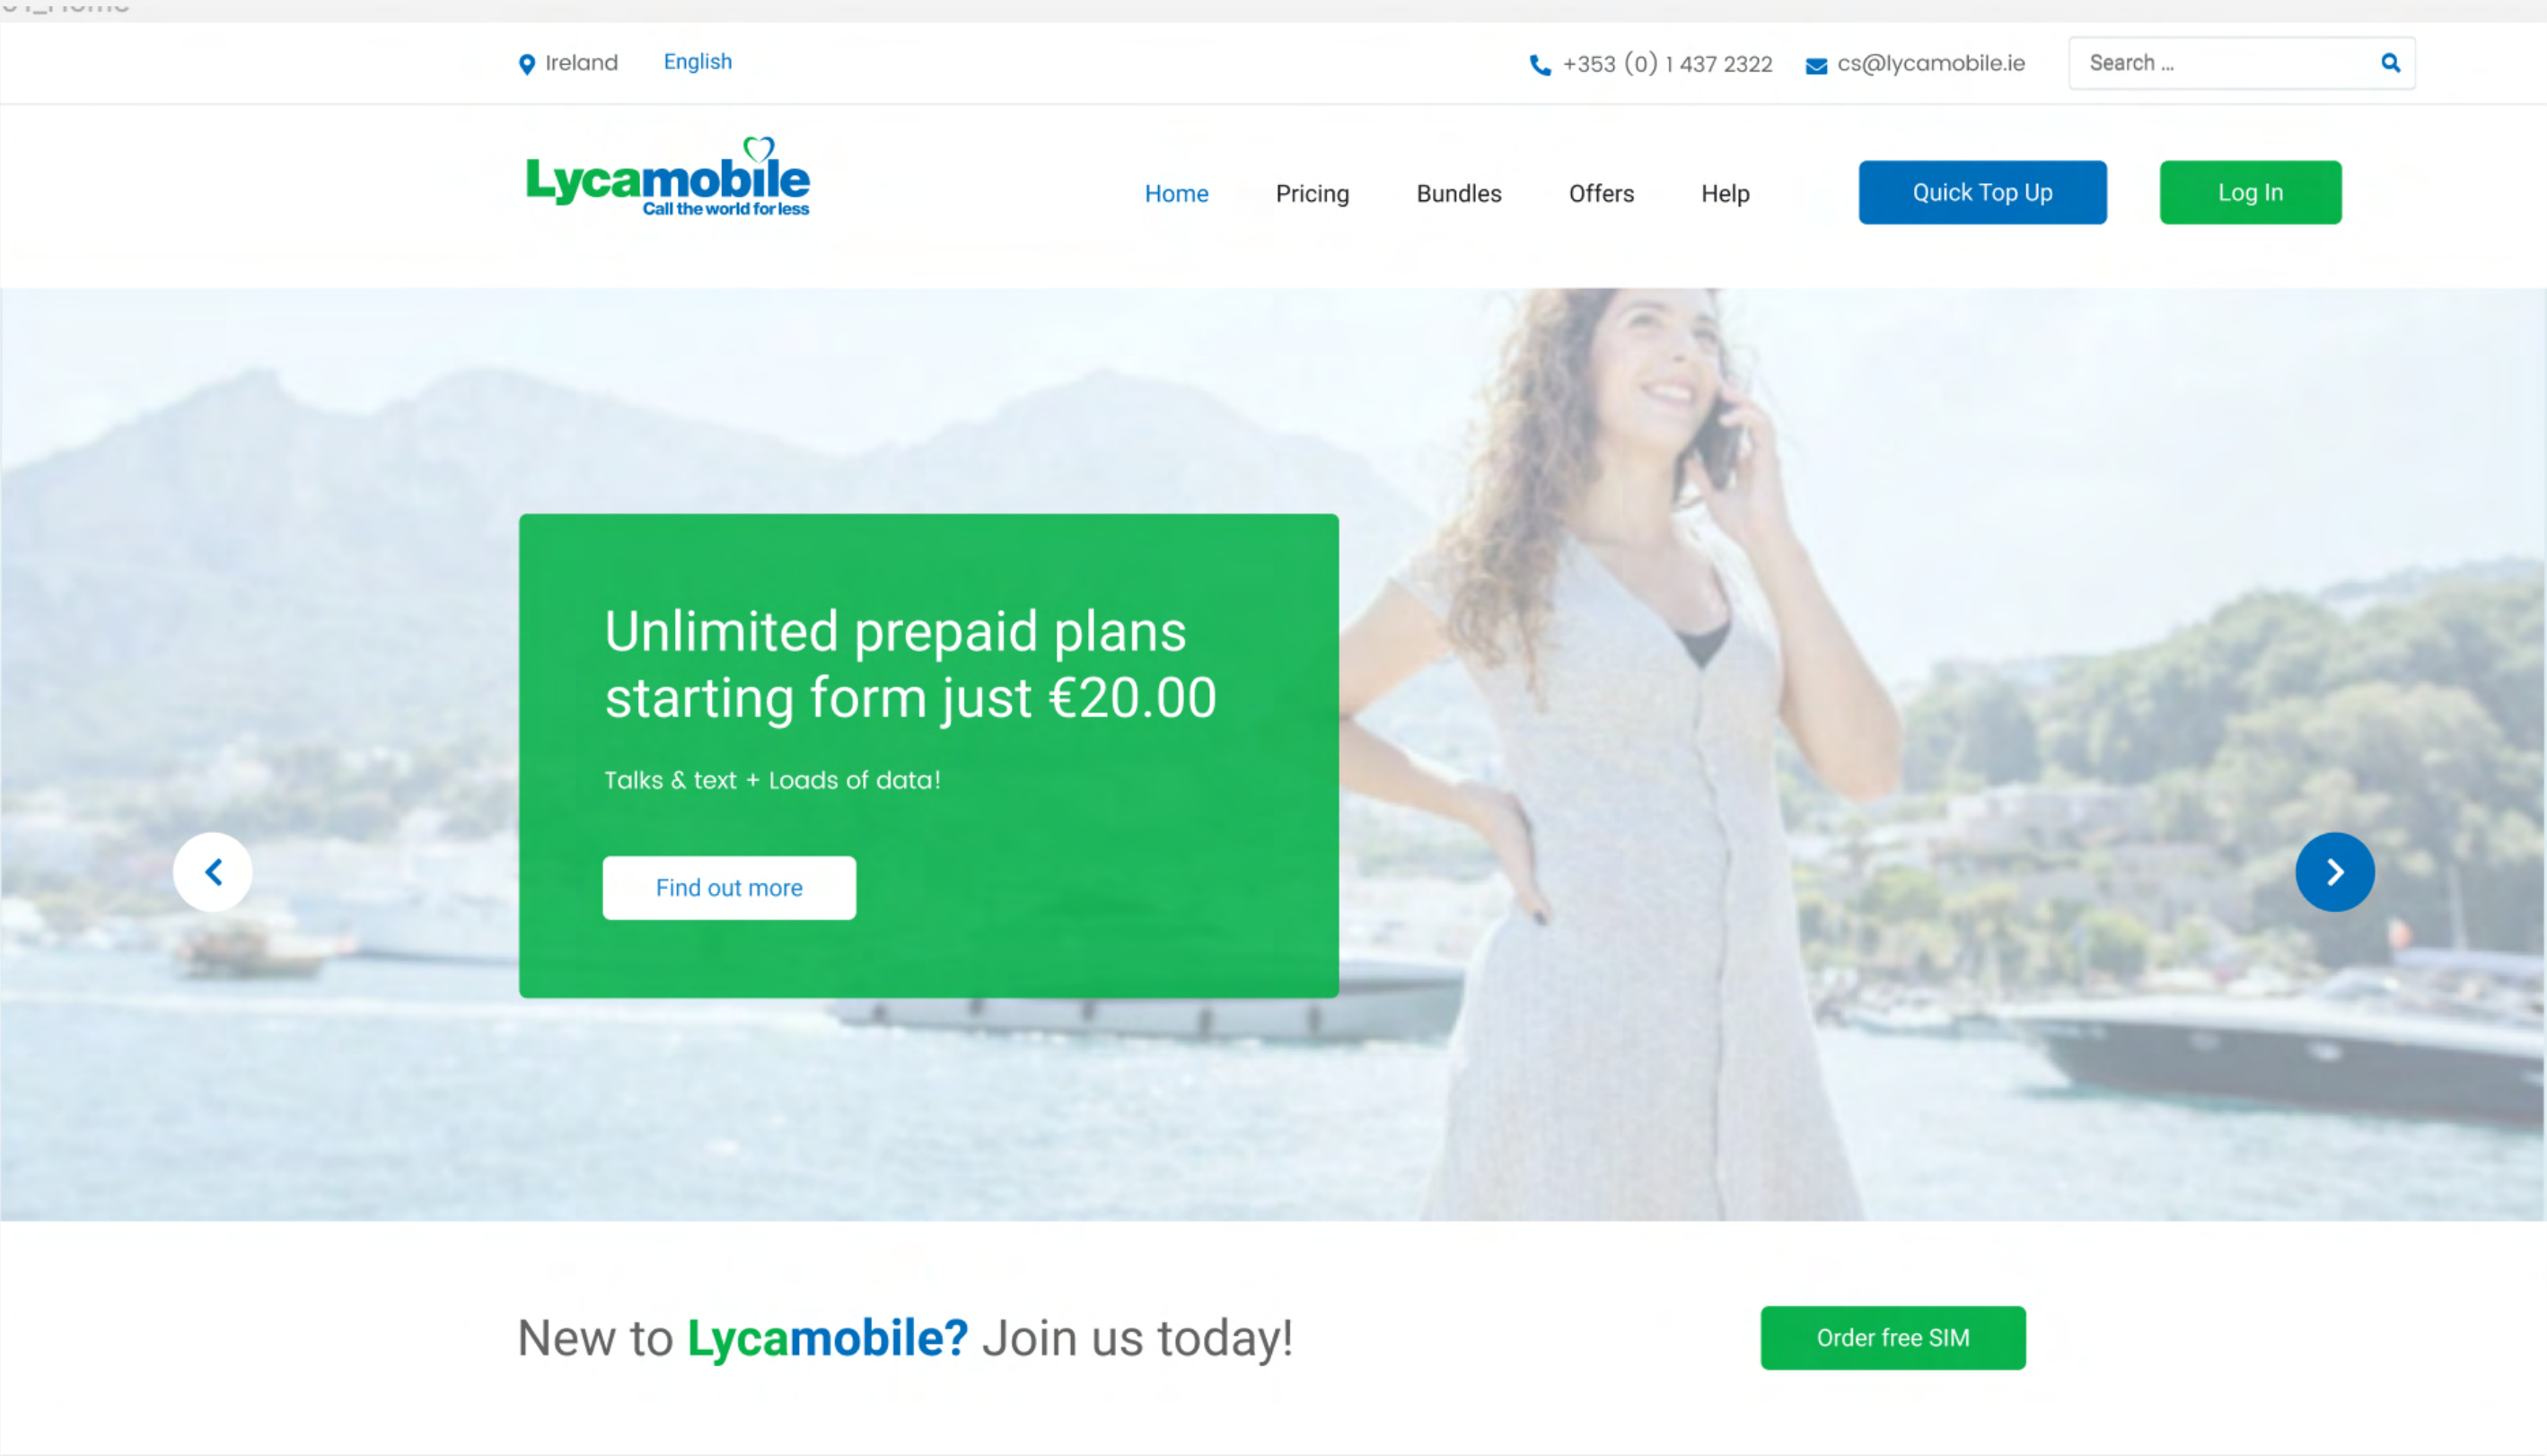 Ireland English +353 (0) 1 437 2322 cs@lycamobile.ie Search ...
Lycamobile
Call the world for less
Home Pricing Bundles Offers Help Quick Top Up Log In
Unlimited prepaid plans
starting form just €20.00
Talks & text + Loads of data!
Find out more
New to Lycamobile? Join us today!
Order free SIM